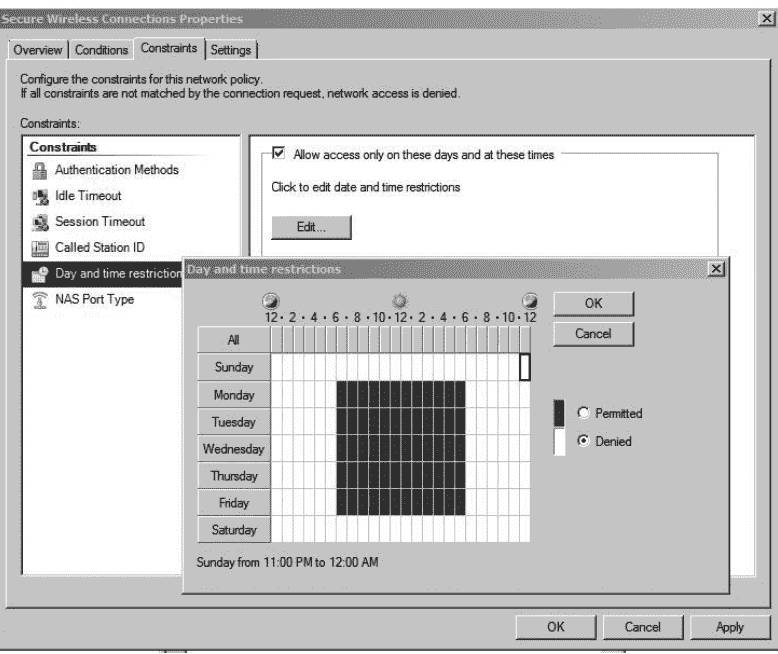 Secure Wireless Connections Properties
Overview Conditions Constraints Settings
Configure the constraints for this network policy.
If all constraints are not matched by the connection request, network access is denied.
Constraints:
Constraints
Authentication Methods
Idle Timeout
Session Timeout
Called Station ID
Day and time restriction
NAS Port Type
Allow access only on these days and at these times
Click to edit date and time restrictions
Edit...
Day and time restrictions
12 · 2 · 4 · 6 · 8 · 10 · 12 · 2 · 4 · 6 · 8 · 10 · 12
All
Sunday
Monday
Tuesday
Wednesday
Thursday
Friday
Saturday
OK
Cancel
Permitted
Denied
Sunday from 11:00 PM to 12:00 AM
OK Cancel Apply